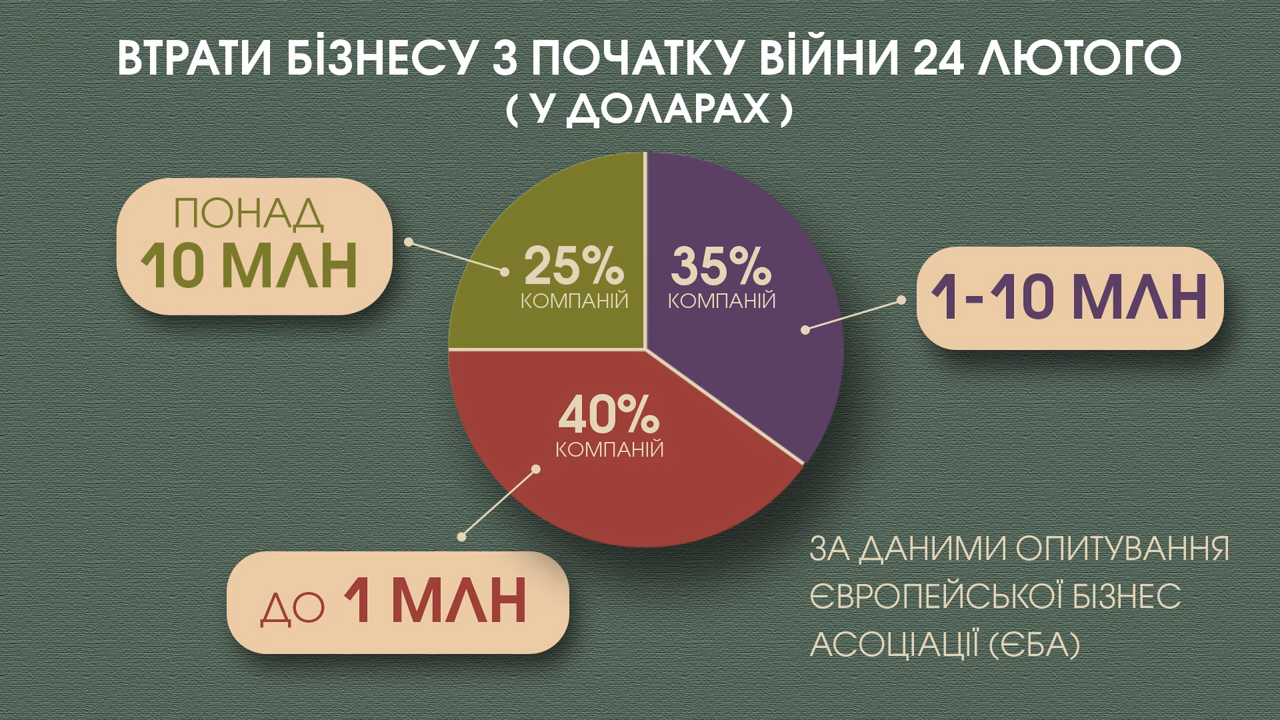 ВТРАТИ БІЗНЕСУ З ПОЧАТКУ ВІЙНИ 24 ЛЮТОГО
( У ДОЛАРАХ )
ПОНАД
10 МЛН
25%
КОМПАНІЙ
35%
КОМПАНІЙ
1-10 МЛН
40%
КОМПАНІЙ
ДО 1 МЛН
ЗА ДАНИМИ ОПИТУВАННЯ
ЄВРОПЕЙСЬКОЇ БІЗНЕС
АСОЦІАЦІЇ (ЄБА)